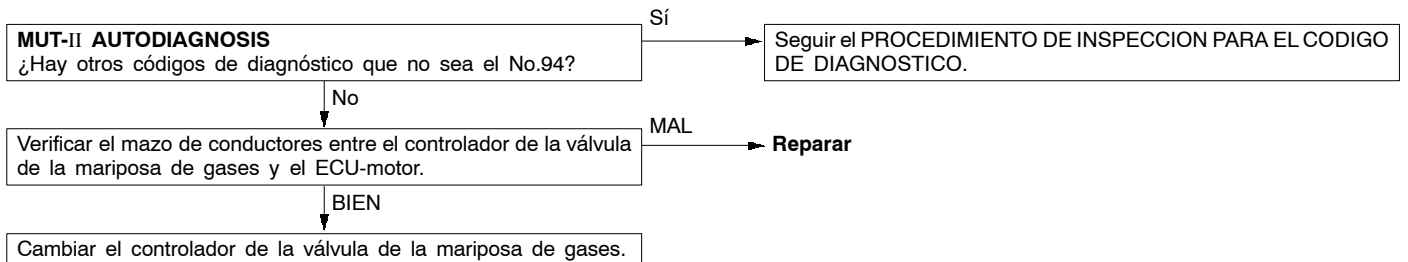 MUT-II AUTODIAGNOSIS
¿Hay otros códigos de diagnóstico que no sea el No.94?
Sí
Seguir el PROCEDIMIENTO DE INSPECCION PARA EL CODIGO
DE DIAGNOSTICO.
No
Verificar el mazo de conductores entre el controlador de la válvula
de la mariposa de gases y el ECU-motor.
MAL
Reparar
BIEN
Cambiar el controlador de la válvula de la mariposa de gases.